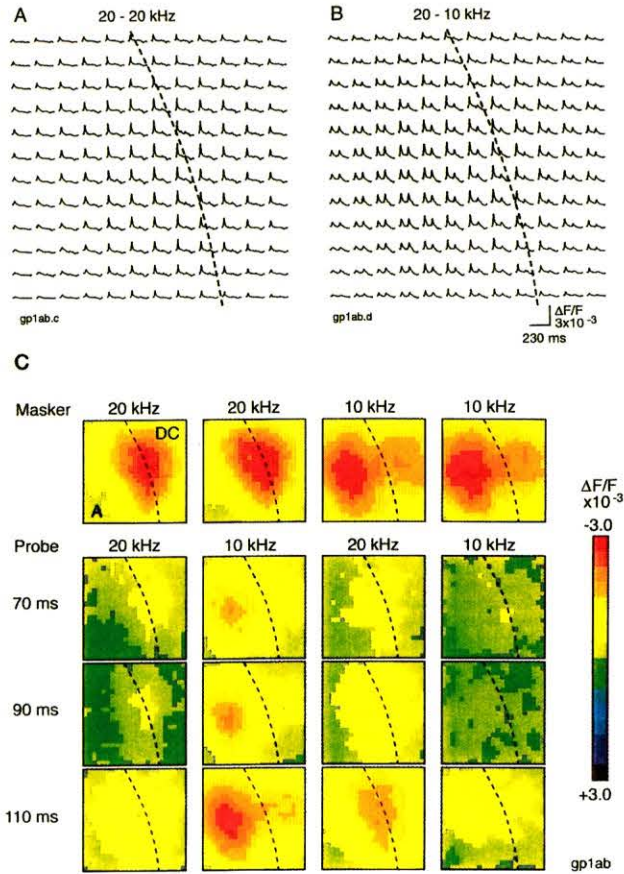 A
20 - 20 kHz
gp1ab.c
B
20 - 10 kHz
gp1ab.d
ΔF/F
3x10⁻³
230 ms
C
Masker 20 kHz 20 kHz 10 kHz 10 kHz
DC
A
Probe 20 kHz 10 kHz 20 kHz 10 kHz
70 ms
90 ms
110 ms
ΔF/F
x10⁻³
-3.0
+3.0
gp1ab